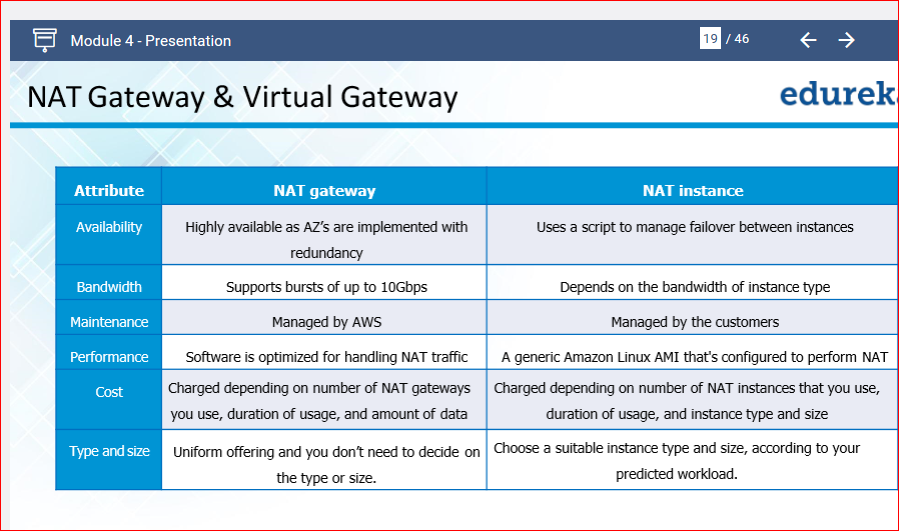 Module 4 - Presentation
19 / 46
NAT Gateway & Virtual Gateway
edurek
Attribute
NAT gateway
NAT instance
Availability
Highly available as AZ’s are implemented with
redundancy
Uses a script to manage failover between instances
Bandwidth
Supports bursts of up to 10Gbps
Depends on the bandwidth of instance type
Maintenance
Managed by AWS
Managed by the customers
Performance
Software is optimized for handling NAT traffic
A generic Amazon Linux AMI that's configured to perform NAT
Cost
Charged depending on number of NAT gateways
you use, duration of usage, and amount of data
Charged depending on number of NAT instances that you use,
duration of usage, and instance type and size
Type and size
Uniform offering and you don’t need to decide on
the type or size.
Choose a suitable instance type and size, according to your
predicted workload.